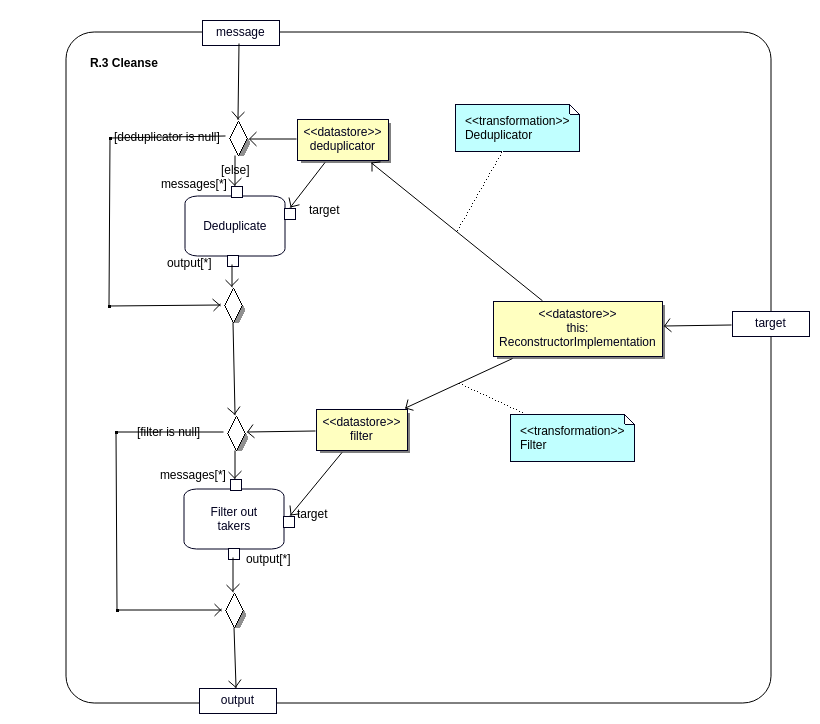 message
R.3 Cleanse
<<transformation>>
Deduplicator
[deduplicator is null]
<<datastore>>
deduplicator
[else]
messages[*]
target
Deduplicate
output[*]
<<datastore>>
this:
ReconstructorImplementation
target
<<datastore>>
filter
[filter is null]
<<transformation>>
Filter
messages[*]
Filter out
takers
target
output[*]
output